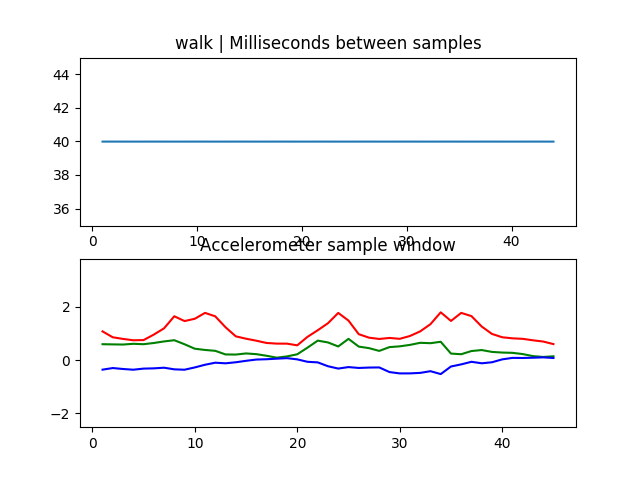 walk | Milliseconds between samples
44
42
40
38
36
0 10 20 30 40
Accelerometer sample window
2
0
−2
0 10 20 30 40